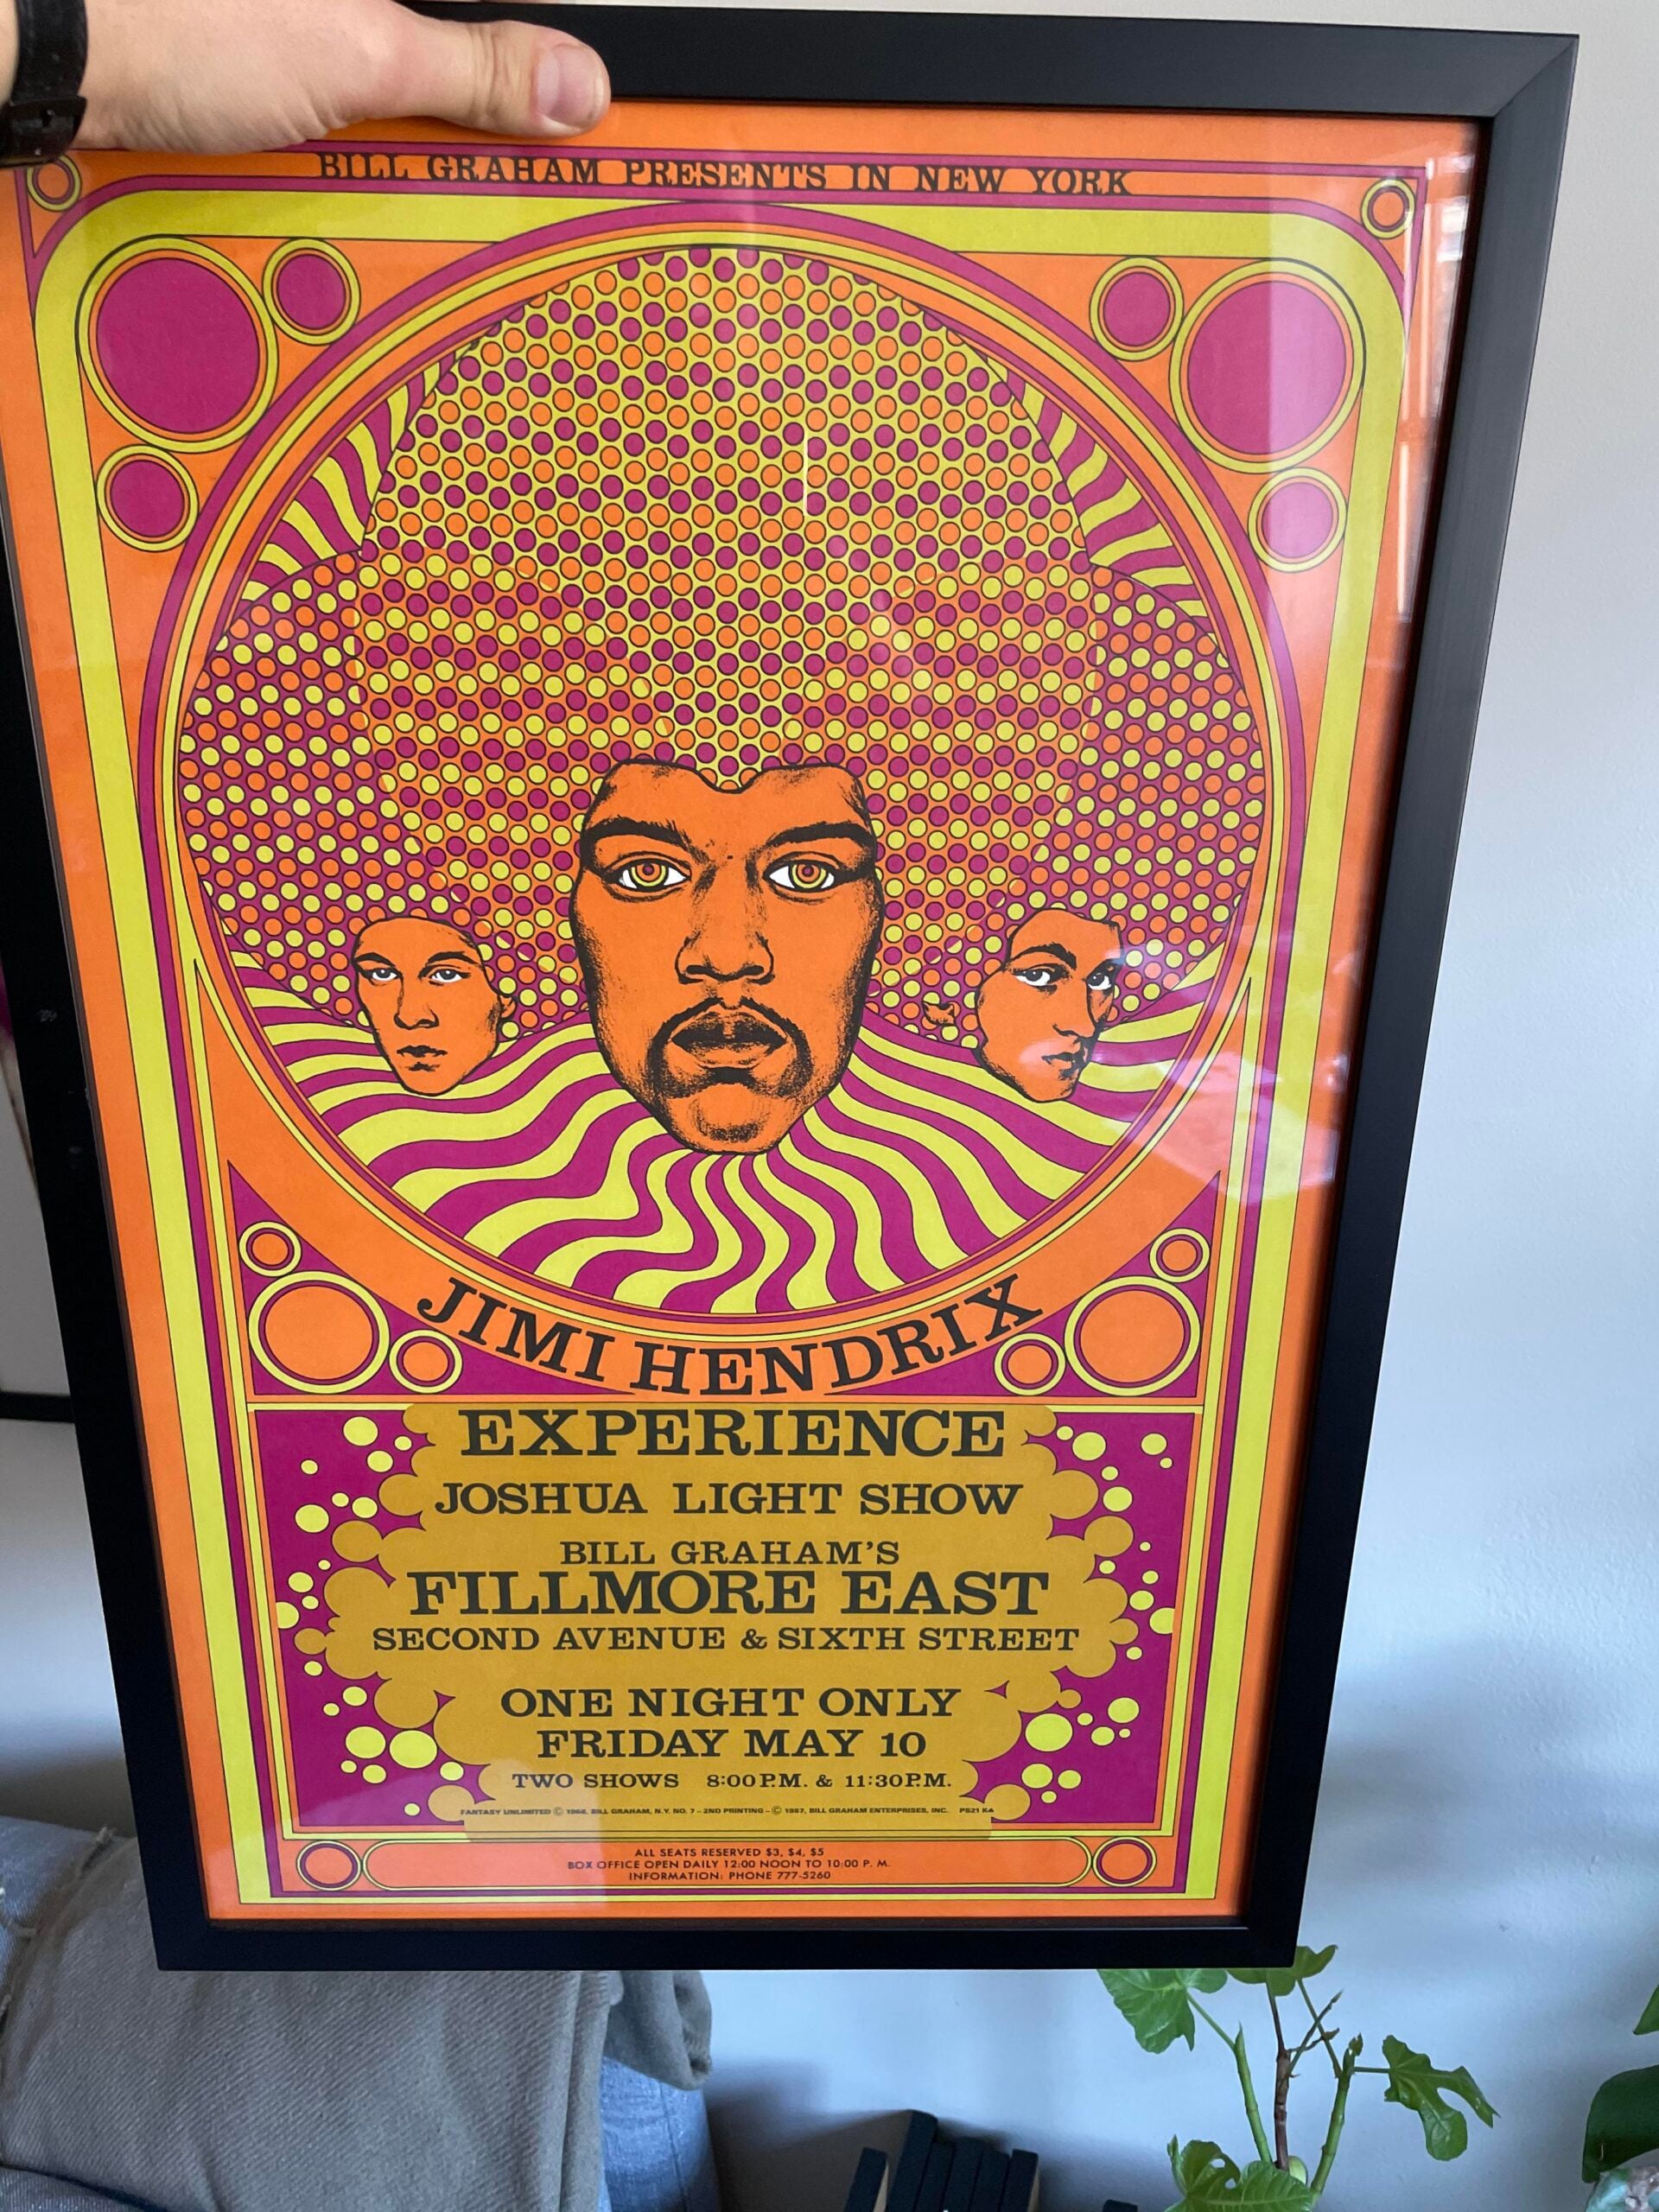 BILL GRAHAM PRESENTS IN NEW YORK
JIMI HENDRIX
EXPERIENCE
JOSHUA LIGHT SHOW
BILL GRAHAM'S
FILLMORE EAST
SECOND AVENUE & SIXTH STREET
ONE NIGHT ONLY
FRIDAY MAY 10
TWO SHOWS 8:00 P.M. & 11:30 P.M.
FANTASY UNLIMITED © 1968, BILL GRAHAM, N.Y. NO. 7 – 2ND PRINTING – © 1987, BILL GRAHAM ENTERPRISES, INC. PS21
ALL SEATS RESERVED $3, $4, $5
BOX OFFICE OPEN DAILY 12:00 NOON TO 10:00 P. M.
INFORMATION: PHONE 777-5260